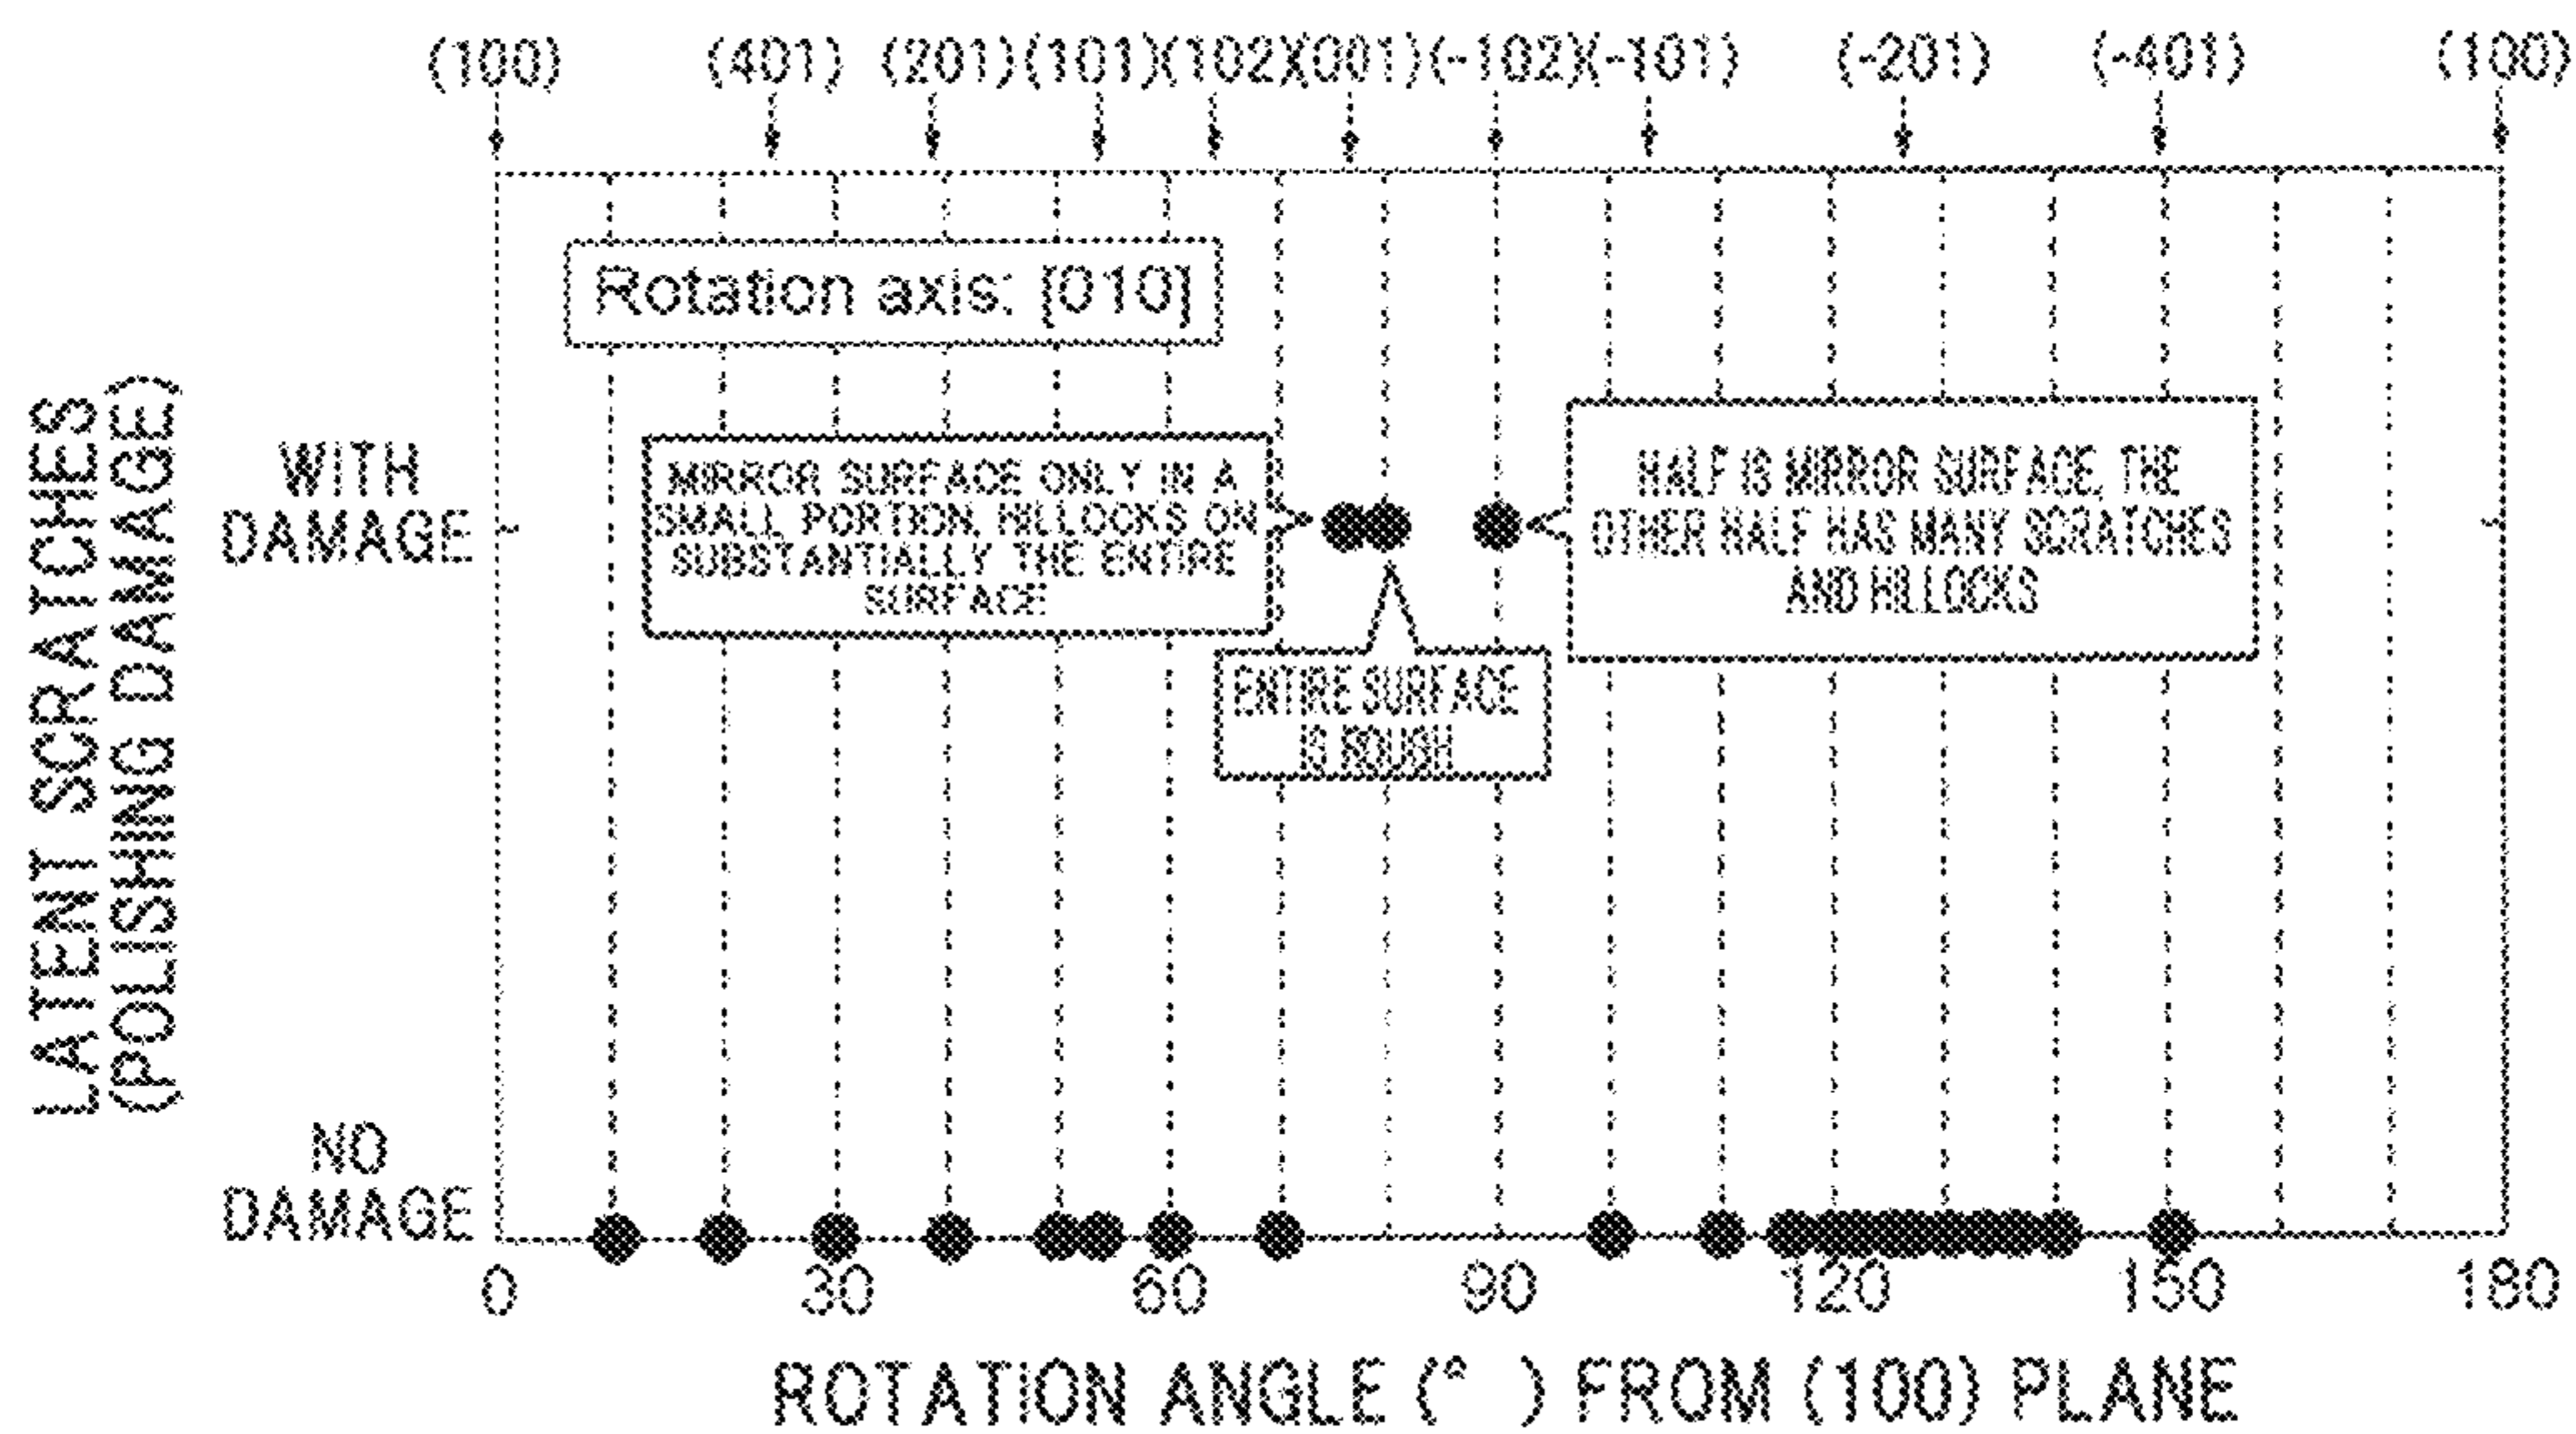 (100) (401) (201) (101) (102) (001) (-102) (-101) (-201) (-401) (100)
Rotation axis: [010]
LATENT SCRATCHES
(POLISHING DAMAGE)
WITH
DAMAGE
MIRROR SURFACE ONLY IN A
SMALL PORTION, HILLOCKS ON
SUBSTANTIALLY THE ENTIRE
SURFACE
HALF IS MIRROR SURFACE, THE
OTHER HALF HAS MANY SCRATCHES
AND HILLOCKS
ENTIRE SURFACE
IS ROUGH
NO
DAMAGE
0 30 60 90 120 150 180
ROTATION ANGLE (° ) FROM (100) PLANE